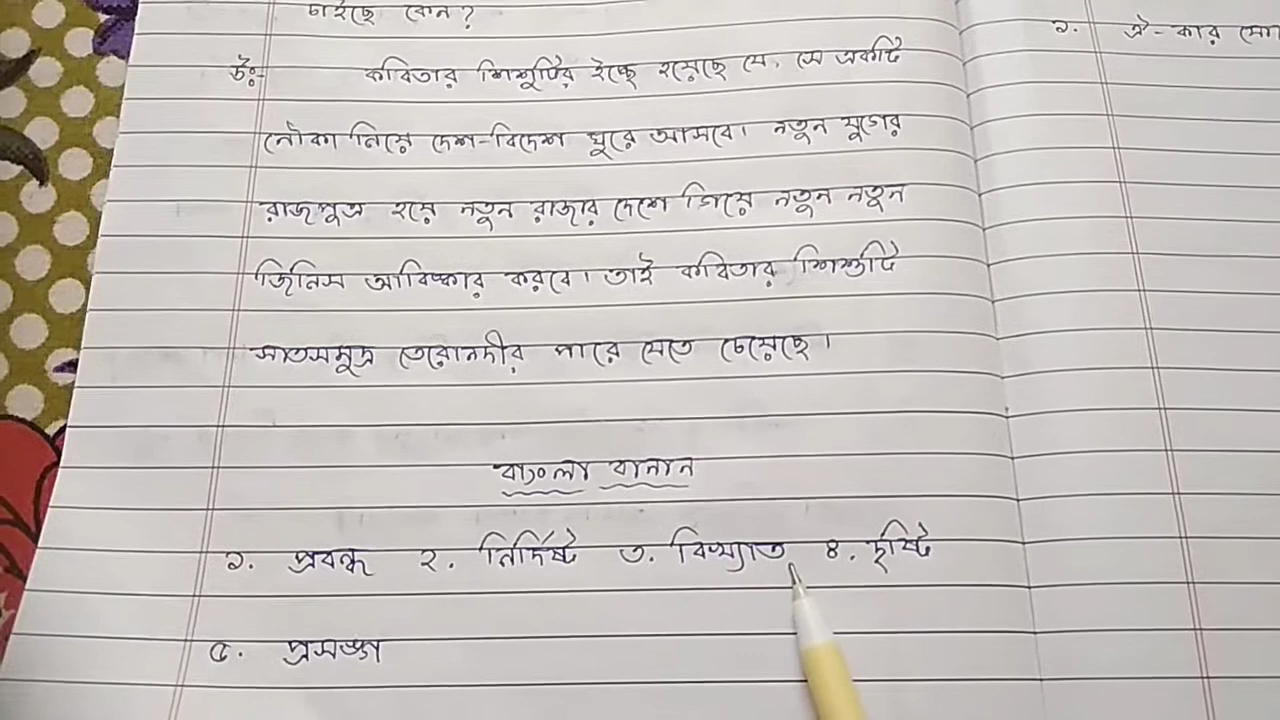 চাইছে কেন?
উঃ- কবিতার শিশুটির ইচ্ছে হয়েছে যে, সে একটি
নৌকা নিয়ে দেশ-বিদেশ ঘুরে আসবে। নতুন যুগের
রাজপুত্র হয়ে নতুন রাজার দেশে গিয়ে নতুন নতুন
জিনিস আবিষ্কার করবে। তাই কবিতার শিশুটি
সাতসমুদ্র তেরোনদীর পারে যেতে চেয়েছে।
বাংলা বানান
১. প্রবন্ধ ২. নির্দিষ্ট ৩. বিখ্যাত ৪. দৃষ্টি
৫. প্রসঙ্গ
২. ঐ-কার